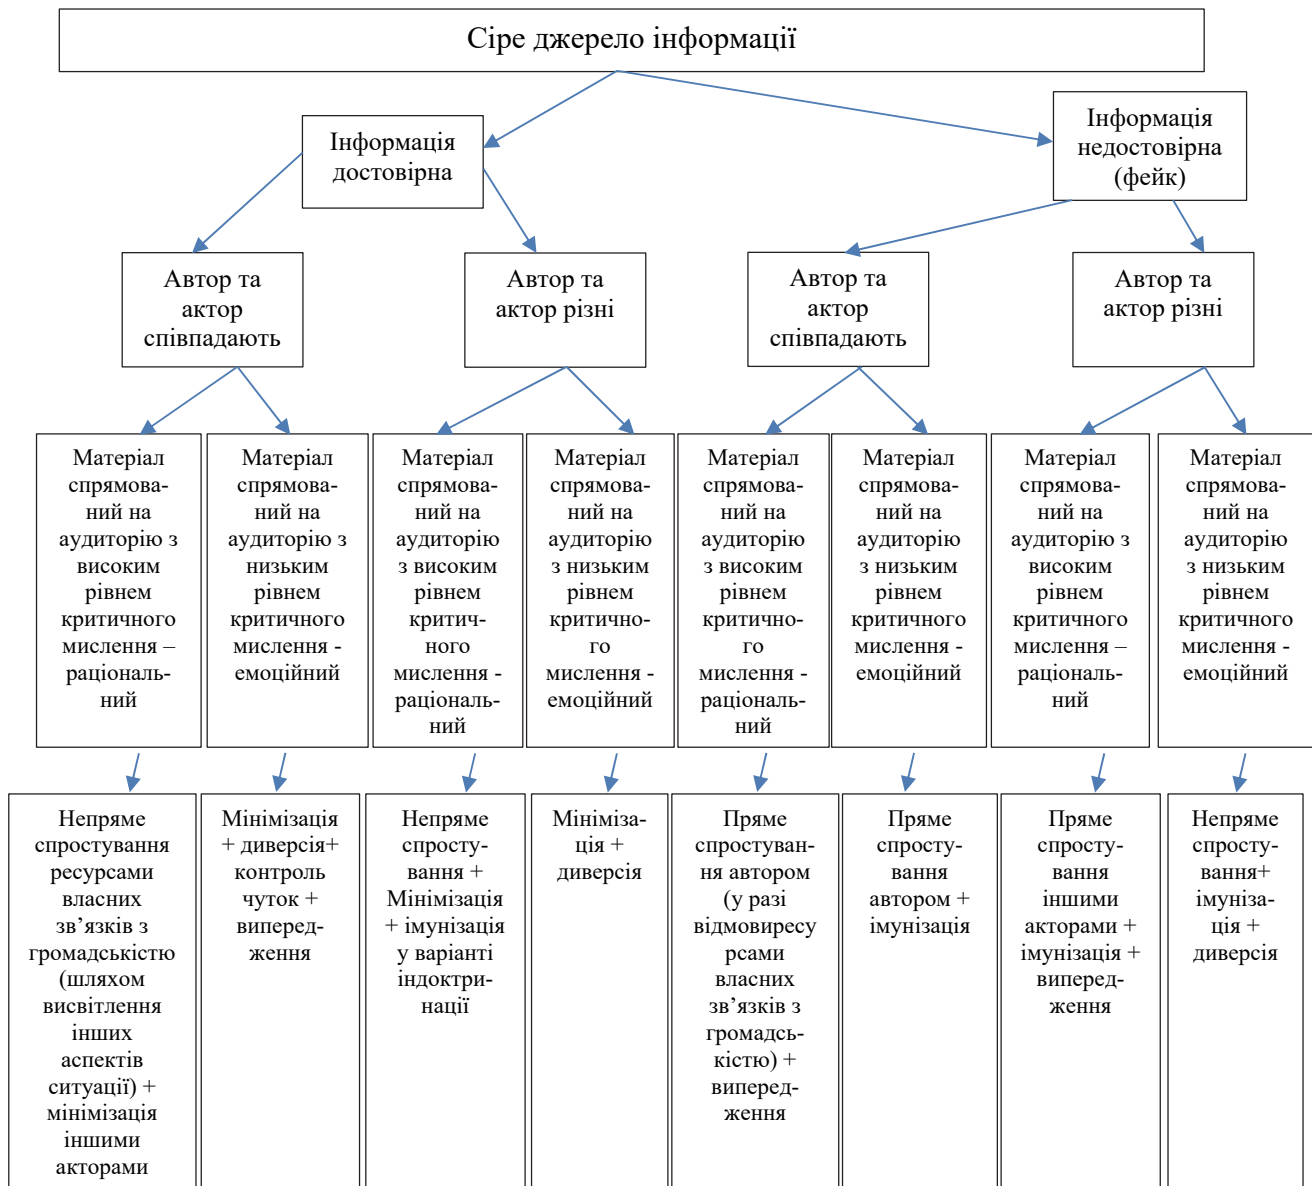 Сіре джерело інформації
Інформація
достовірна
Інформація
недостовірна
(фейк)
Автор та
актор
співпадають
Автор та
актор різні
Автор та
актор
співпадають
Автор та
актор різні
Матеріал
спрямова-
ний на
аудиторію з
високим
рівнем
критичного
мислення –
раціональ-
ний
Матеріал
спрямова-
ний на
аудиторію з
низьким
рівнем
критичного
мислення -
емоційний
Матеріал
спрямова-
ний на
аудиторію
з високим
рівнем
критич-
ного
мислення -
раціональ-
ний
Матеріал
спрямова-
ний на
аудиторію
з низьким
рівнем
критично-
го
мислення -
емоційний
Матеріал
спрямова-
ний на
аудиторію
з високим
рівнем
критично-
го
мислення -
раціональ-
ний
Матеріал
спрямова-
ний на
аудиторію
з низьким
рівнем
критичного
мислення -
емоційний
Матеріал
спрямова-
ний на
аудиторію з
високим
рівнем
критичного
мислення –
раціональ-
ний
Матеріал
спрямова-
ний на
аудиторію
з низьким
рівнем
критичного
мислення -
емоційний
Непряме
спростування
ресурсами
власних
зв’язків з
громадськістю
(шляхом
висвітлення
інших
аспектів
ситуації) +
мінімізація
іншими
акторами
Мінімізація
+ диверсія+
контроль
чуток +
виперед-
ження
Непряме
спросту-
вання +
Мінімізація
+ імунізація
у варіанті
індоктри-
нації
Мініміза-
ція +
диверсія
Пряме
спростуван-
ня автором
(у разі
відмовиресу
рсами
власних
зв’язків з
громадсь-
кістю) +
виперед-
ження
Пряме
спросту-
вання
автором +
імунізація
Пряме
спросту-
вання
іншими
акторами +
імунізація +
виперед-
ження
Непряме
спросту-
вання+
імуніза-
ція +
диверсія